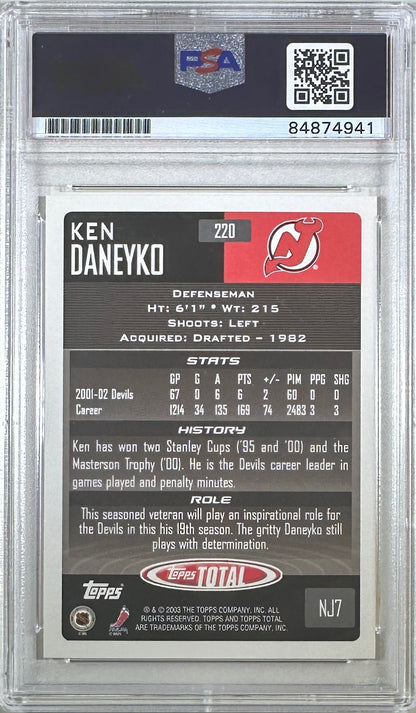 PSA
84874941
KEN
DANEYKO
220
DEFENSEMAN
HT: 6'1" • WT: 215
SHOOTS: LEFT
ACQUIRED: DRAFTED – 1982
STATS
GP G A PTS +/- PIM PPG SHG
2001-02 Devils 67 0 6 6 2 60 0 0
Career 1214 34 135 169 74 2483 3 3
HISTORY
Ken has won two Stanley Cups ('95 and '00) and the
Masterson Trophy ('00). He is the Devils career leader in
games played and penalty minutes.
ROLE
This seasoned veteran will play an inspirational role for
the Devils in this his 19th season. The gritty Daneyko still
plays with determination.
topps TOTAL
topps
NJ7
® & © 2003 THE TOPPS COMPANY, INC. ALL
RIGHTS RESERVED. TOPPS AND TOPPS TOTAL
ARE TRADEMARKS OF THE TOPPS COMPANY, INC.